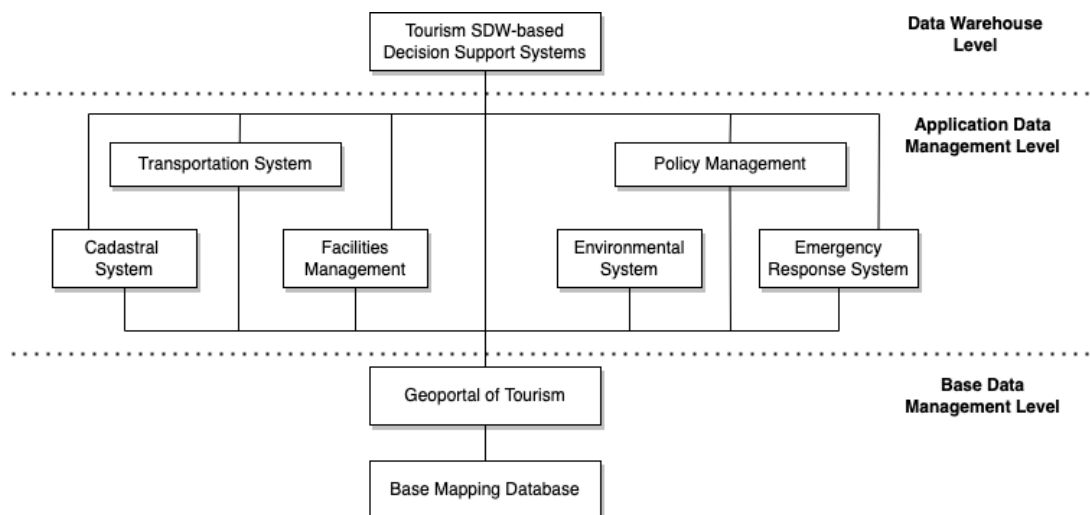 Tourism SDW-based
Decision Support Systems
Data Warehouse
Level
Application Data
Management Level
Transportation System
Policy Management
Cadastral
System
Facilities
Management
Environmental
System
Emergency
Response System
Geoportal of Tourism
Base Data
Management Level
Base Mapping Database